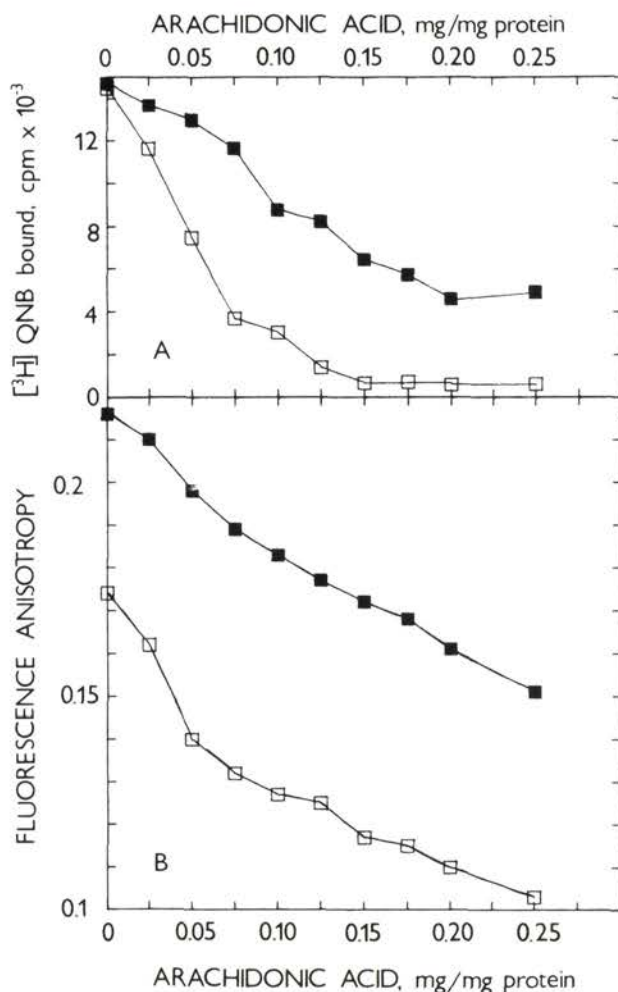 ARACHIDONIC ACID, mg/mg protein
0 0.05 0.10 0.15 0.20 0.25
[³H] QNB bound, cpm x 10⁻³
12
8
4
0
A
FLUORESCENCE ANISOTROPY
0.2
0.15
0.1
B
0 0.05 0.10 0.15 0.20 0.25
ARACHIDONIC ACID, mg/mg protein